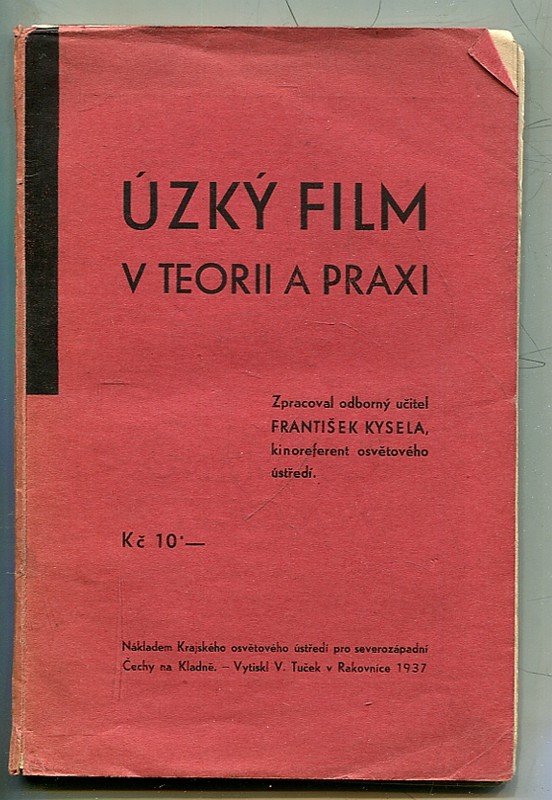 ÚZKÝ FILM
V TEORII A PRAXI
Zpracoval odborný učitel
FRANTIŠEK KYSELA,
kinoreferent osvětového
ústředí.
Kč 10·—
Nákladem Krajského osvětového ústředí pro severozápadní
Čechy na Kladně. — Vytiskl V. Tuček v Rakovnice 1937